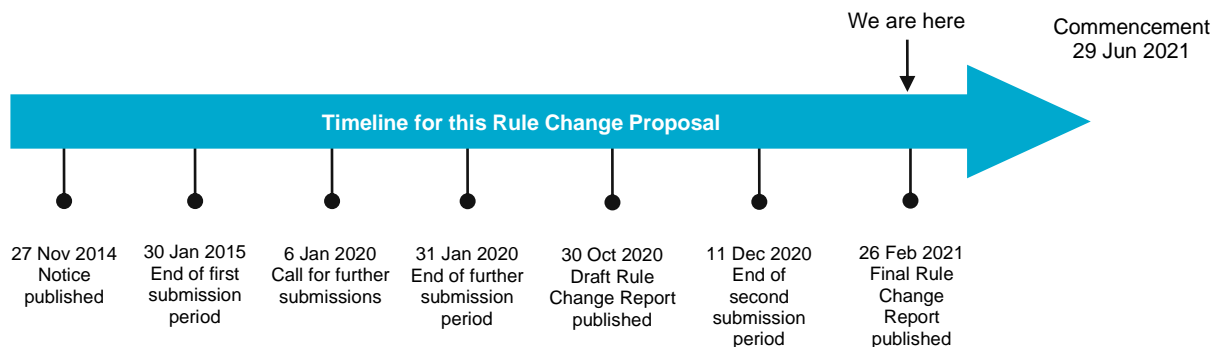 We are here
Commencement
29 Jun 2021
Timeline for this Rule Change Proposal
27 Nov 2014
Notice
published
30 Jan 2015
End of first
submission
period
6 Jan 2020
Call for further
submissions
31 Jan 2020
End of further
submission
period
30 Oct 2020
Draft Rule
Change Report
published
11 Dec 2020
End of
second
submission
period
26 Feb 2021
Final Rule
Change
Report
published